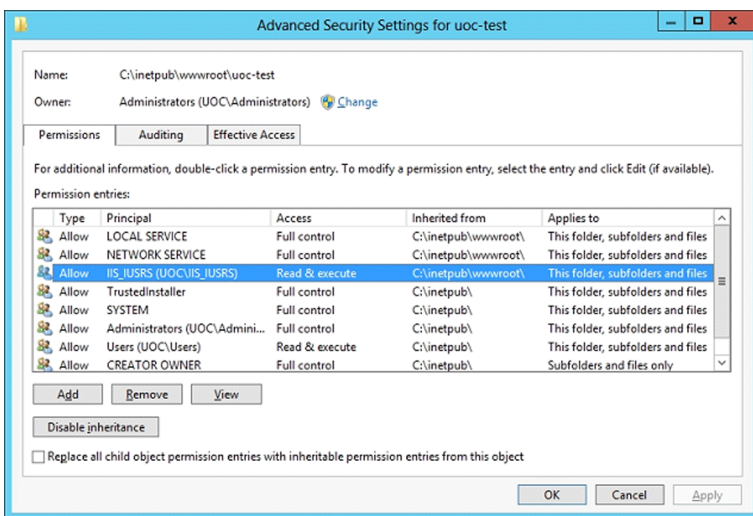 Advanced Security Settings for uoc-test
Name: C:\inetpub\wwwroot\uoc-test
Owner: Administrators (UOC\Administrators) Change
Permissions Auditing Effective Access
For additional information, double-click a permission entry. To modify a permission entry, select the entry and click Edit (if available).
Permission entries:
Type Principal Access Inherited from Applies to
Allow LOCAL SERVICE Full control C:\inetpub\wwwroot\ This folder, subfolders and files
Allow NETWORK SERVICE Full control C:\inetpub\wwwroot\ This folder, subfolders and files
Allow IIS_IUSRS (UOC\IIS_IUSRS) Read & execute C:\inetpub\wwwroot\ This folder, subfolders and files
Allow TrustedInstaller Full control C:\inetpub\ This folder, subfolders and files
Allow SYSTEM Full control C:\inetpub\ This folder, subfolders and files
Allow Administrators (UOC\Admini... Full control C:\inetpub\ This folder, subfolders and files
Allow Users (UOC\Users) Read & execute C:\inetpub\ This folder, subfolders and files
Allow CREATOR OWNER Full control C:\inetpub\ Subfolders and files only
Add Remove View
Disable inheritance
Replace all child object permission entries with inheritable permission entries from this object
OK Cancel Apply